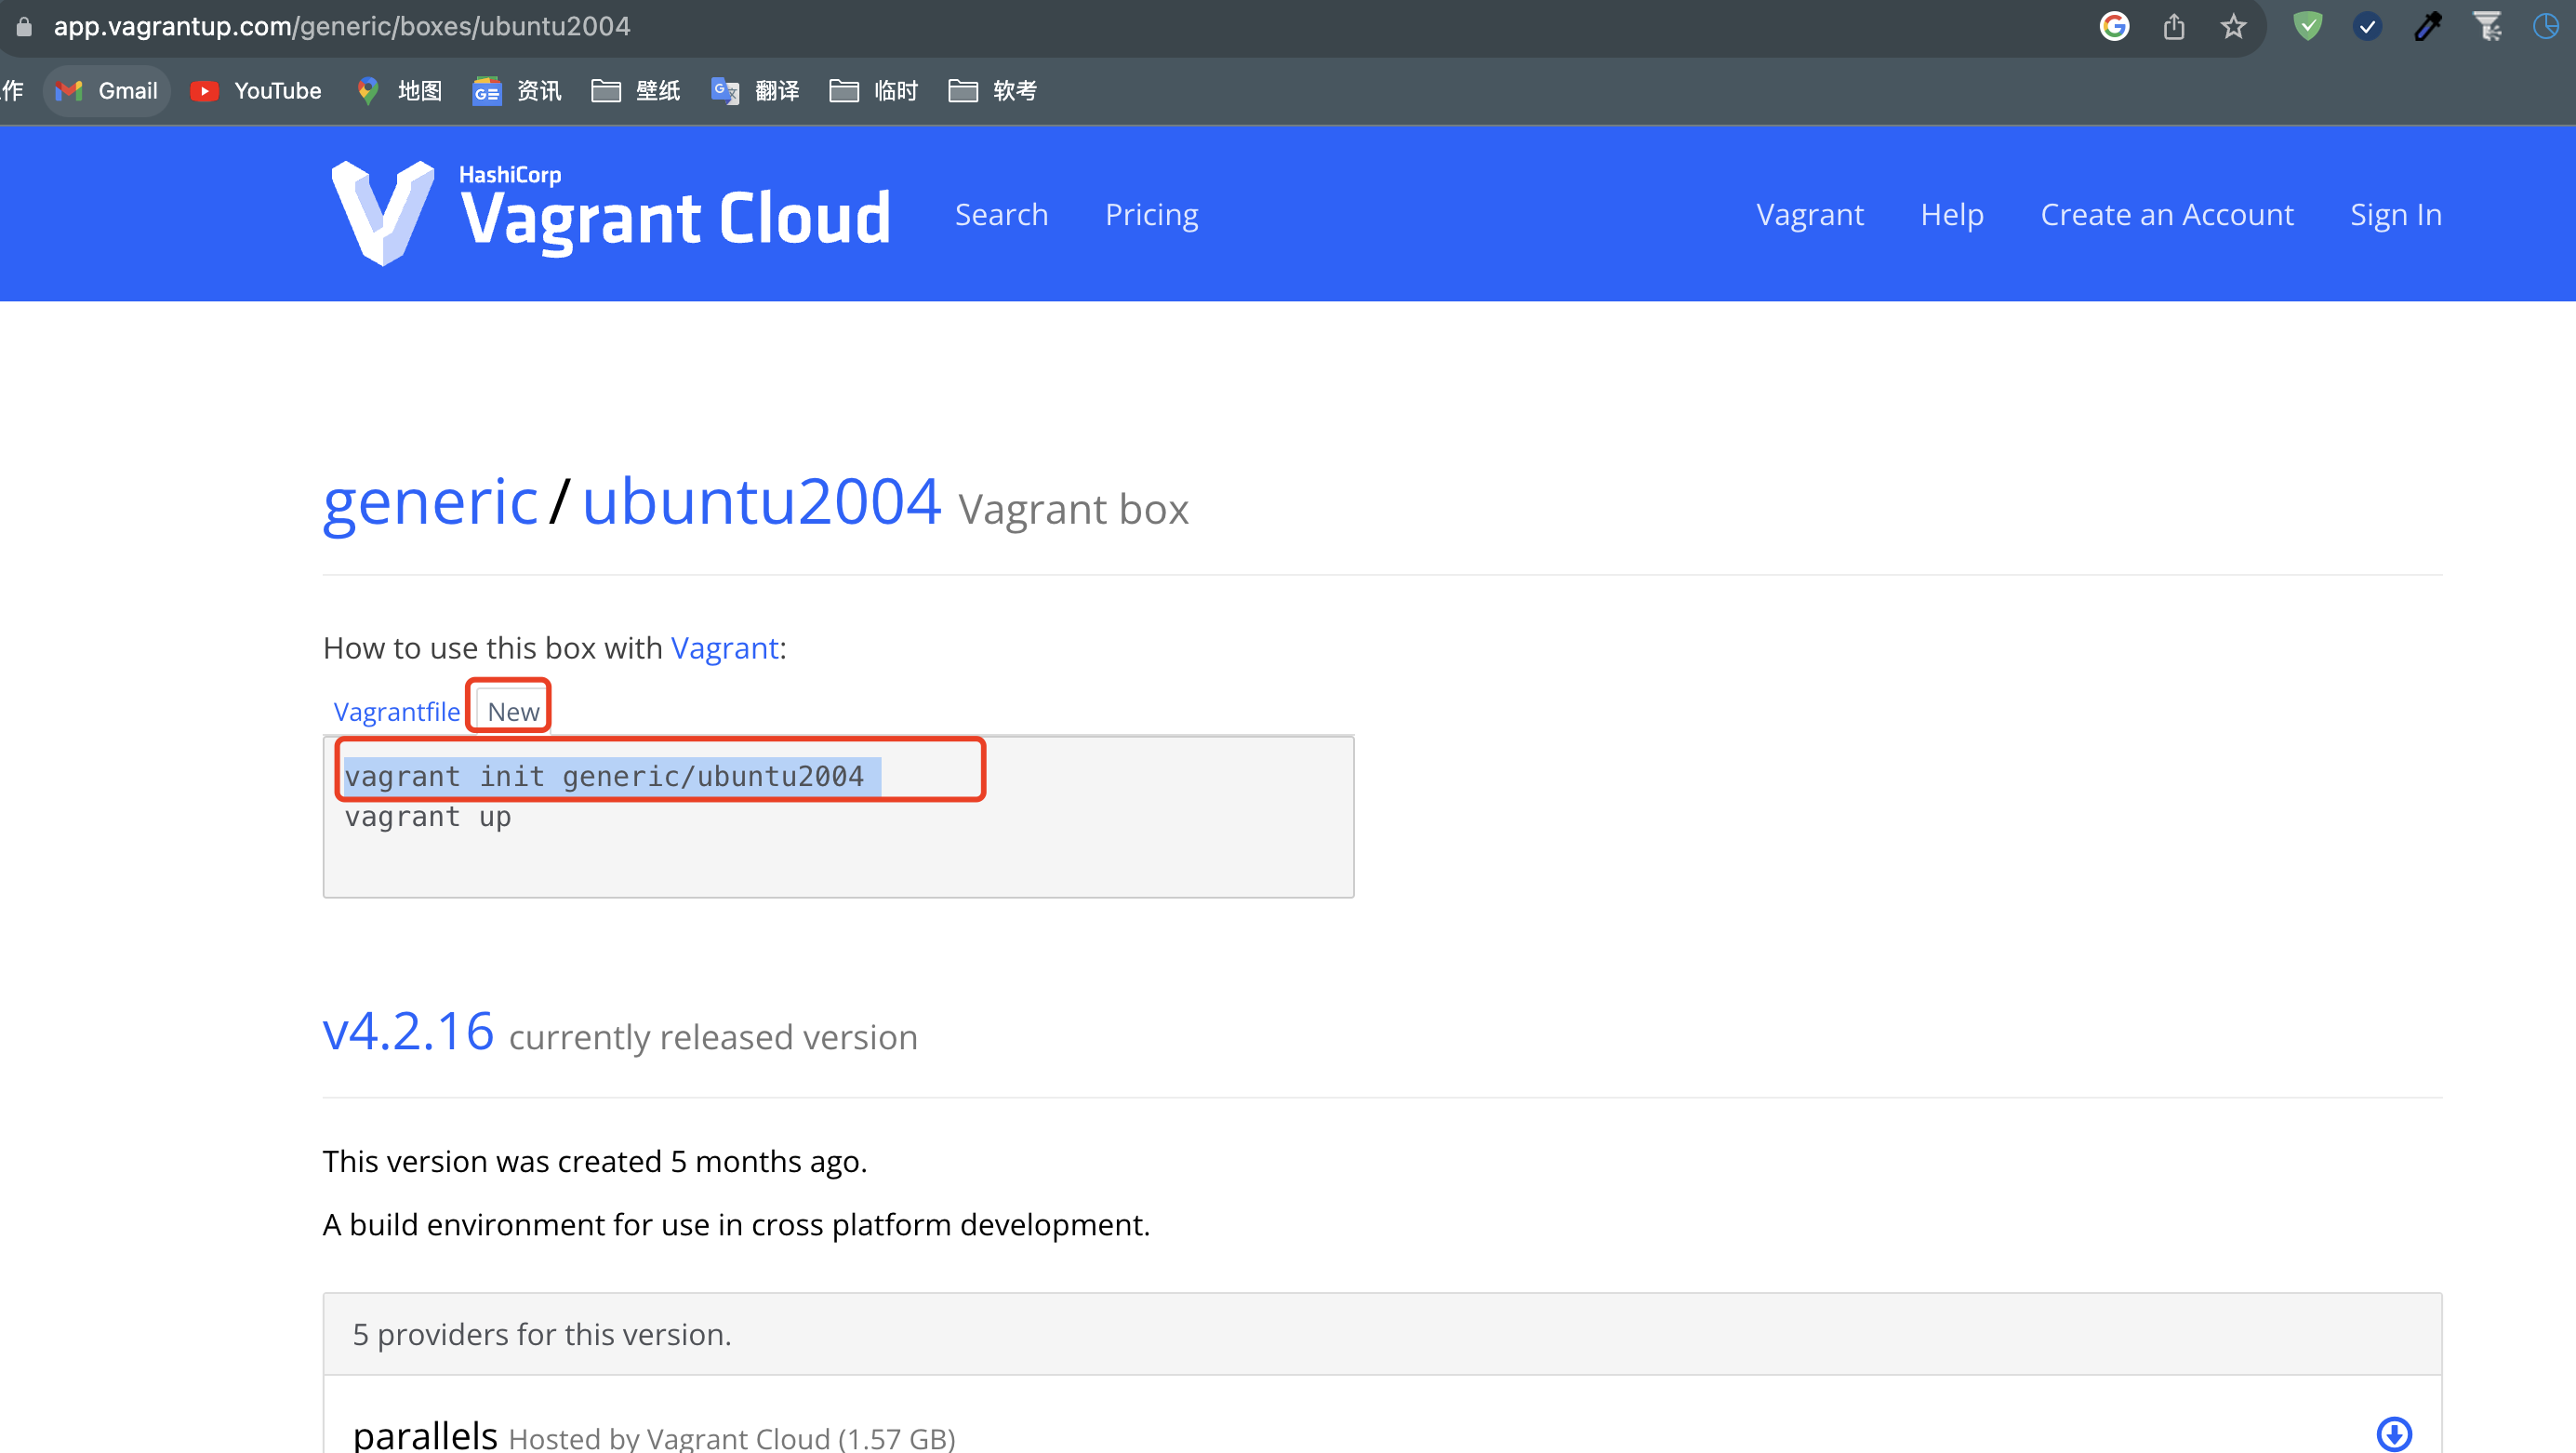 app.vagrantup.com/generic/boxes/ubuntu2004
作 Gmail YouTube 地图 资讯 壁纸 翻译 临时 软考
HashiCorp
Vagrant Cloud
Search Pricing Vagrant Help Create an Account Sign In
generic/ubuntu2004 Vagrant box
How to use this box with Vagrant:
Vagrantfile New
vagrant init generic/ubuntu2004
vagrant up
v4.2.16 currently released version
This version was created 5 months ago.
A build environment for use in cross platform development.
5 providers for this version.
parallels Hosted by Vagrant Cloud (1.57 GB)